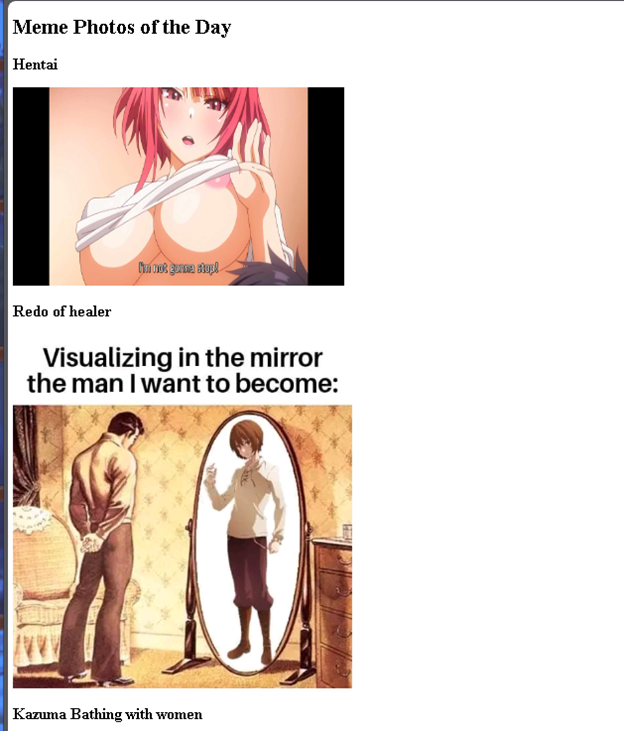 Meme Photos of the Day
Hentai
I'm not gonna stop!
Redo of healer
Visualizing in the mirror
the man I want to become:
Kazuma Bathing with women